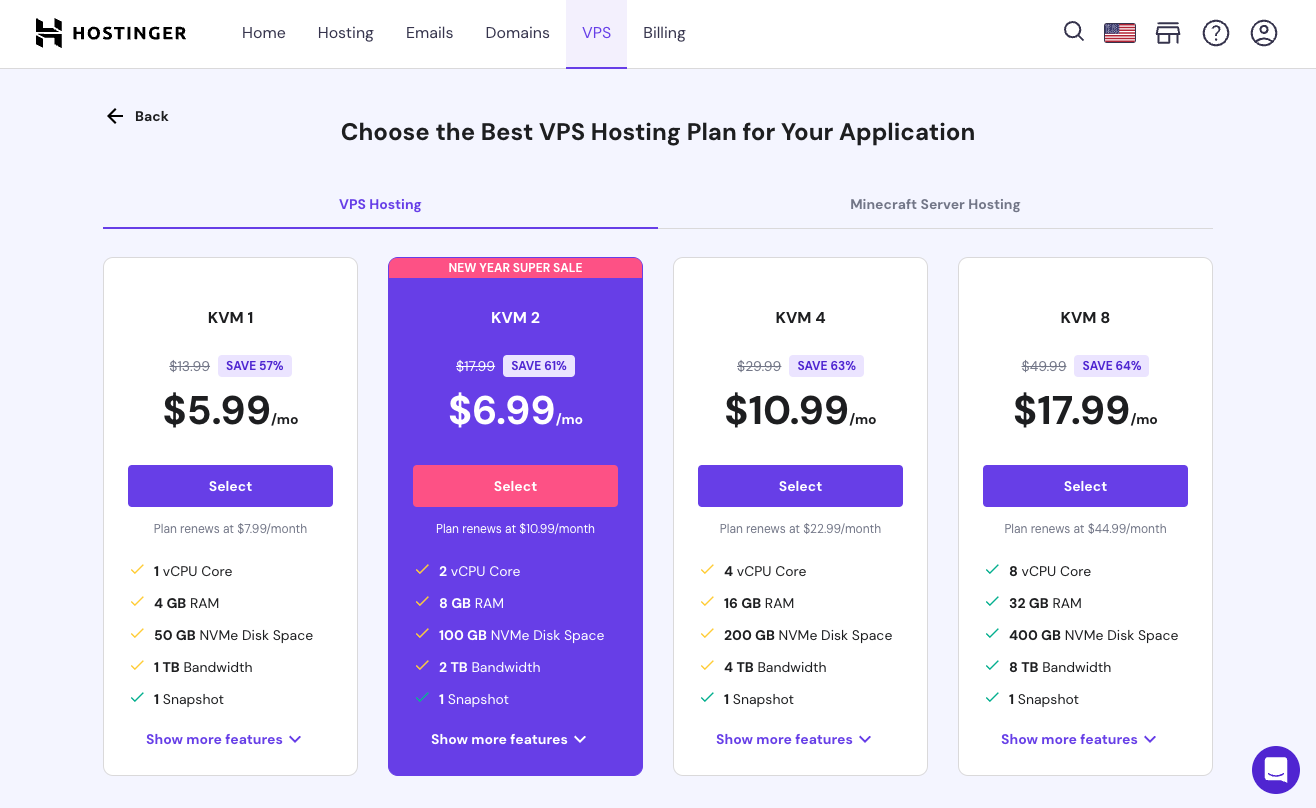 HOSTINGER
Home
Hosting
Emails
Domains
VPS
Billing
Back
Choose the Best VPS Hosting Plan for Your Application
VPS Hosting
Minecraft Server Hosting
KVM 1
$13.99 SAVE 57%
$5.99/mo
Select
Plan renews at $7.99/month
1 vCPU Core
4 GB RAM
50 GB NVMe Disk Space
1 TB Bandwidth
1 Snapshot
Show more features
NEW YEAR SUPER SALE
KVM 2
$17.99 SAVE 61%
$6.99/mo
Select
Plan renews at $10.99/month
2 vCPU Core
8 GB RAM
100 GB NVMe Disk Space
2 TB Bandwidth
1 Snapshot
Show more features
KVM 4
$29.99 SAVE 63%
$10.99/mo
Select
Plan renews at $22.99/month
4 vCPU Core
16 GB RAM
200 GB NVMe Disk Space
4 TB Bandwidth
1 Snapshot
Show more features
KVM 8
$49.99 SAVE 64%
$17.99/mo
Select
Plan renews at $44.99/month
8 vCPU Core
32 GB RAM
400 GB NVMe Disk Space
8 TB Bandwidth
1 Snapshot
Show more features